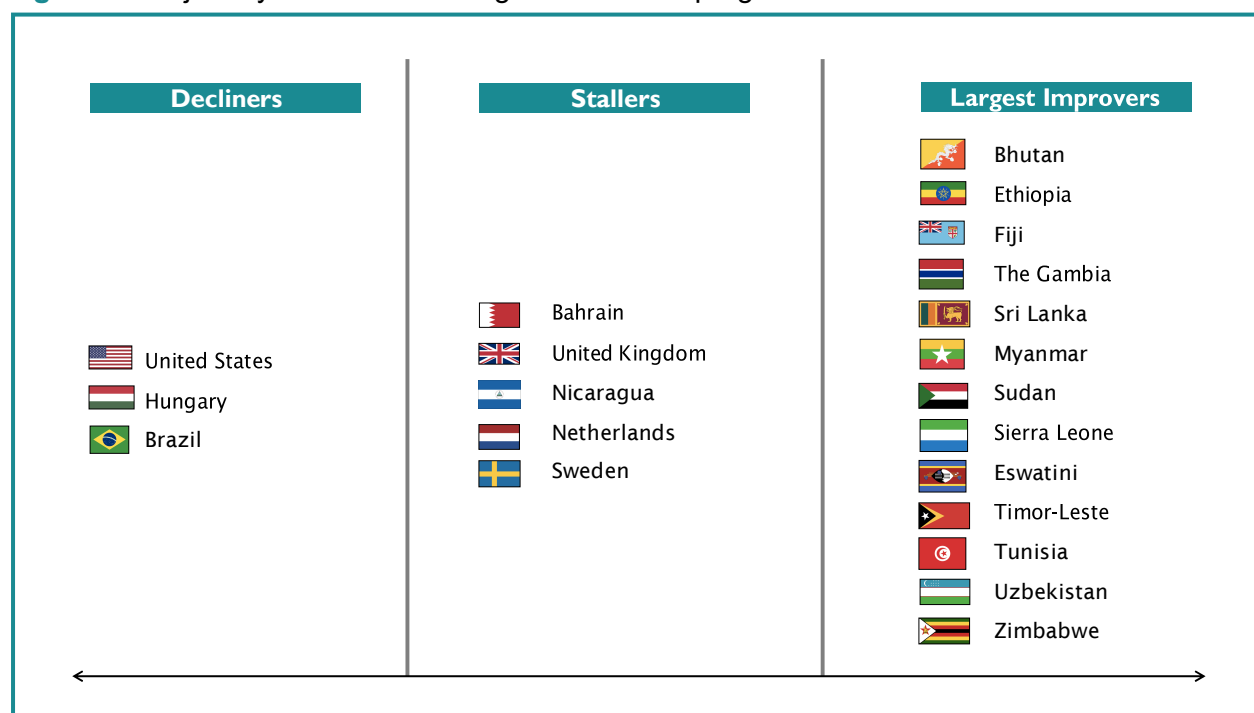 Decliners
Stallers
Largest Improvers
United States
Hungary
Brazil
Bahrain
United Kingdom
Nicaragua
Netherlands
Sweden
Bhutan
Ethiopia
Fiji
The Gambia
Sri Lanka
Myanmar
Sudan
Sierra Leone
Eswatini
Timor-Leste
Tunisia
Uzbekistan
Zimbabwe